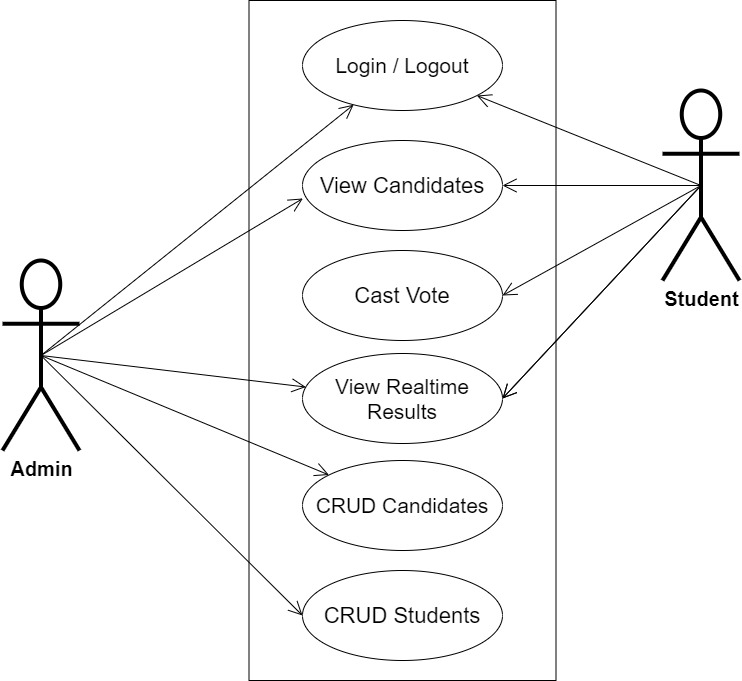 Login / Logout
View Candidates
Cast Vote
Student
View Realtime
Results
Admin
CRUD Candidates
CRUD Students